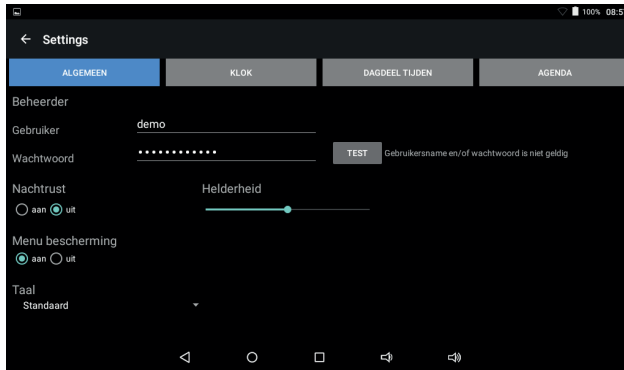 100% 08:5
Settings
ALGEMEEN KLOK DAGDEEL TIJDEN AGENDA
Beheerder
Gebruiker demo
Wachtwoord ••••••••••••
TEST Gebruikersname en/of wachtwoord is niet geldig
Nachtrust Helderheid
aan uit
Menu bescherming
aan uit
Taal
Standaard